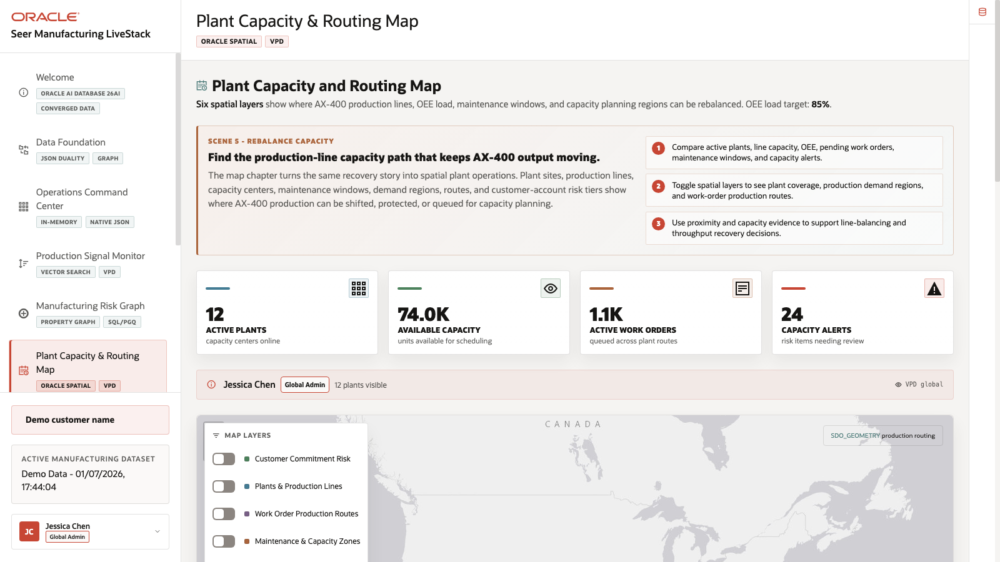 ORACLE
Seer Manufacturing LiveStack
Welcome
ORACLE AI DATABASE 26AI
CONVERGED DATA
Data Foundation
JSON DUALITY
GRAPH
Operations Command
Center
IN-MEMORY
NATIVE JSON
Production Signal Monitor
VECTOR SEARCH
VPD
Manufacturing Risk Graph
PROPERTY GRAPH
SQL/PGQ
Plant Capacity & Routing
Map
ORACLE SPATIAL
VPD
Demo customer name
ACTIVE MANUFACTURING DATASET
Demo Data - 01/07/2026,
17:44:04
JC
Jessica Chen
Global Admin
Plant Capacity & Routing Map
ORACLE SPATIAL
VPD
Plant Capacity and Routing Map
Six spatial layers show where AX-400 production lines, OEE load, maintenance windows, and capacity planning regions can be rebalanced. OEE load target: 85%.
SCENE 5 - REBALANCE CAPACITY
Find the production-line capacity path that keeps AX-400 output moving.
The map chapter turns the same recovery story into spatial plant operations. Plant sites, production lines,
capacity centers, maintenance windows, demand regions, routes, and customer-account risk tiers show
where AX-400 production can be shifted, protected, or queued for capacity planning.
1
Compare active plants, line capacity, OEE, pending work orders,
maintenance windows, and capacity alerts.
2
Toggle spatial layers to see plant coverage, production demand regions,
and work-order production routes.
3
Use proximity and capacity evidence to support line-balancing and
throughput recovery decisions.
12
ACTIVE PLANTS
capacity centers online
74.0K
AVAILABLE CAPACITY
units available for scheduling
1.1K
ACTIVE WORK ORDERS
queued across plant routes
24
CAPACITY ALERTS
risk items needing review
Jessica Chen
Global Admin
12 plants visible
VPD global
CANADA
MAP LAYERS
Customer Commitment Risk
Plants & Production Lines
Work Order Production Routes
Maintenance & Capacity Zones
SDO_GEOMETRY production routing